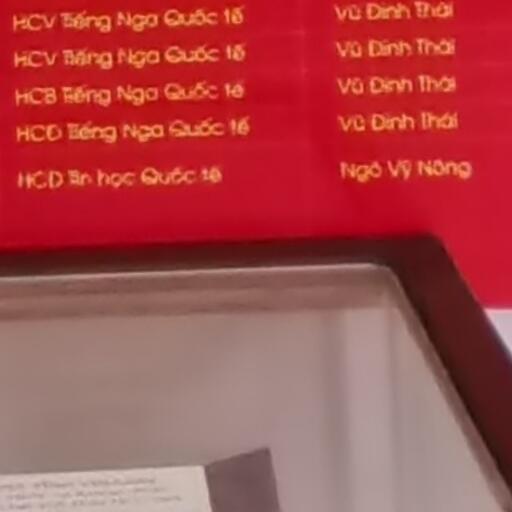 HCV Tiếng Nga Quốc tế Vũ Đình Thái
HCV Tiếng Nga Quốc tế Vũ Đình Thái
HCB Tiếng Nga Quốc tế Vũ Đình Thái
HCĐ Tiếng Nga Quốc tế Vũ Đình Thái
HCD Tin học Quốc tế Ngô Vỹ Nông